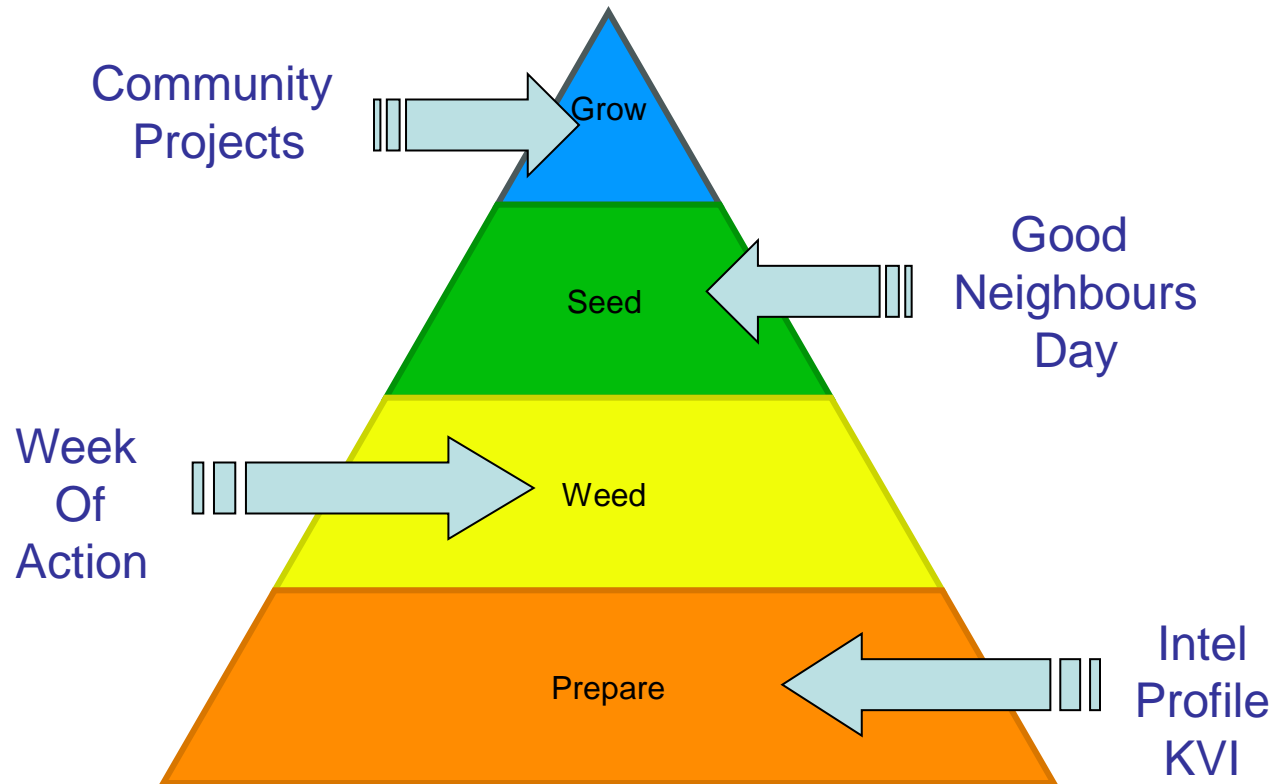 Community
Projects
Grow
Good
Neighbours
Day
Seed
Week
Of
Action
Weed
Intel
Profile
KVI
Prepare